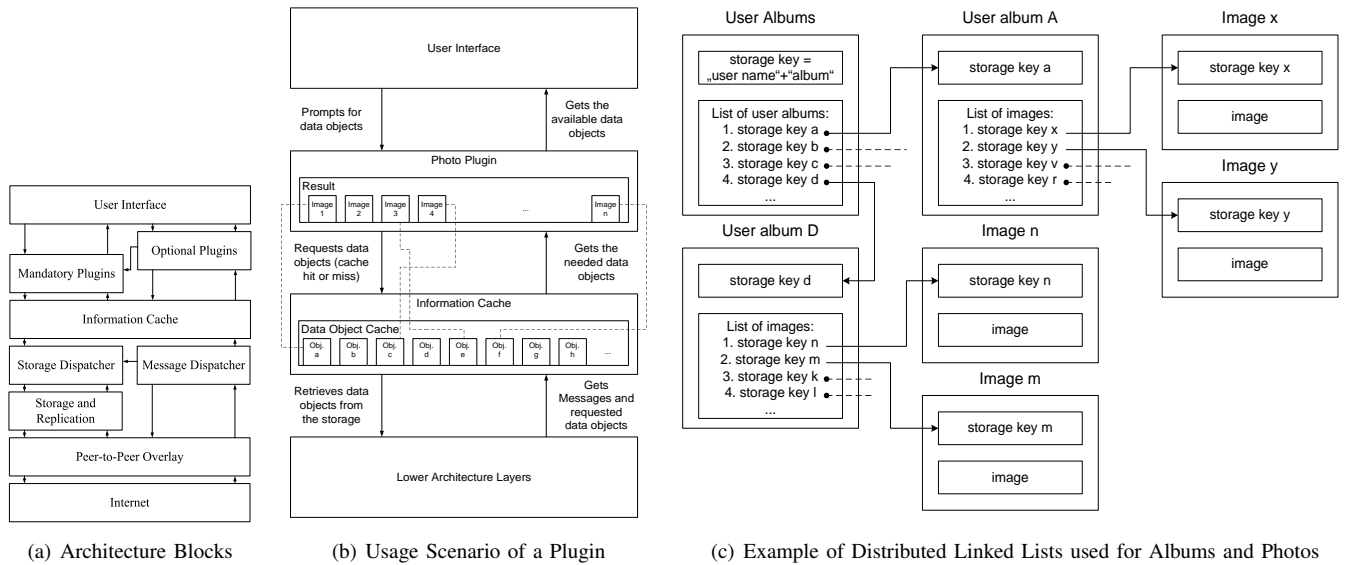 User Interface
Optional Plugins
Mandatory Plugins
Information Cache
Storage Dispatcher
Message Dispatcher
Storage and
Replication
Peer-to-Peer Overlay
Internet
(a) Architecture Blocks
User Interface
Prompts for
data objects
Gets the
available data
objects
Photo Plugin
Result
Image
1
Image
2
Image
3
Image
4
...
Image
n
Requests data
objects (cache
hit or miss)
Gets the
needed data
objects
Information Cache
Data Object Cache
Obj.
a
Obj.
b
Obj.
c
Obj.
d
Obj.
e
Obj.
f
Obj.
g
Obj.
h
...
Retrieves data
objects from
the storage
Gets
Messages and
requested
data objects
Lower Architecture Layers
(b) Usage Scenario of a Plugin
User Albums
storage key =
„user name“+“album“
List of user albums:
1. storage key a
2. storage key b
3. storage key c
4. storage key d
...
User album A
storage key a
List of images:
1. storage key x
2. storage key y
3. storage key v
4. storage key r
...
Image x
storage key x
image
Image y
storage key y
image
User album D
storage key d
List of images:
1. storage key n
2. storage key m
3. storage key k
4. storage key l
...
Image n
storage key n
image
Image m
storage key m
image
(c) Example of Distributed Linked Lists used for Albums and Photos